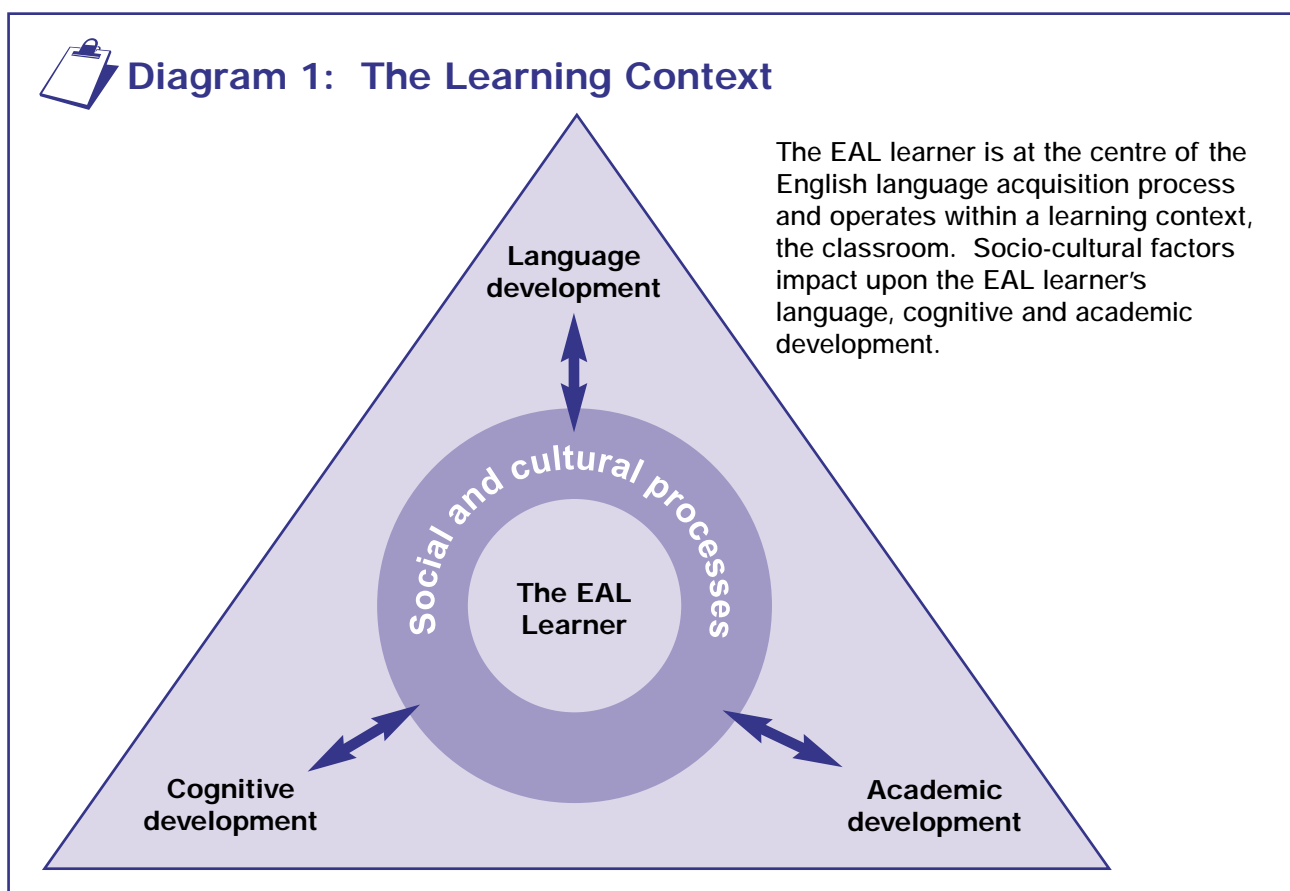 Diagram 1:  The Learning Context
The EAL learner is at the centre of the
English language acquisition process
and operates within a learning context,
the classroom.  Socio-cultural factors
impact upon the EAL learner's
language, cognitive and academic
development.
Language
development
Social and cultural processes
The EAL
Learner
Cognitive
development
Academic
development